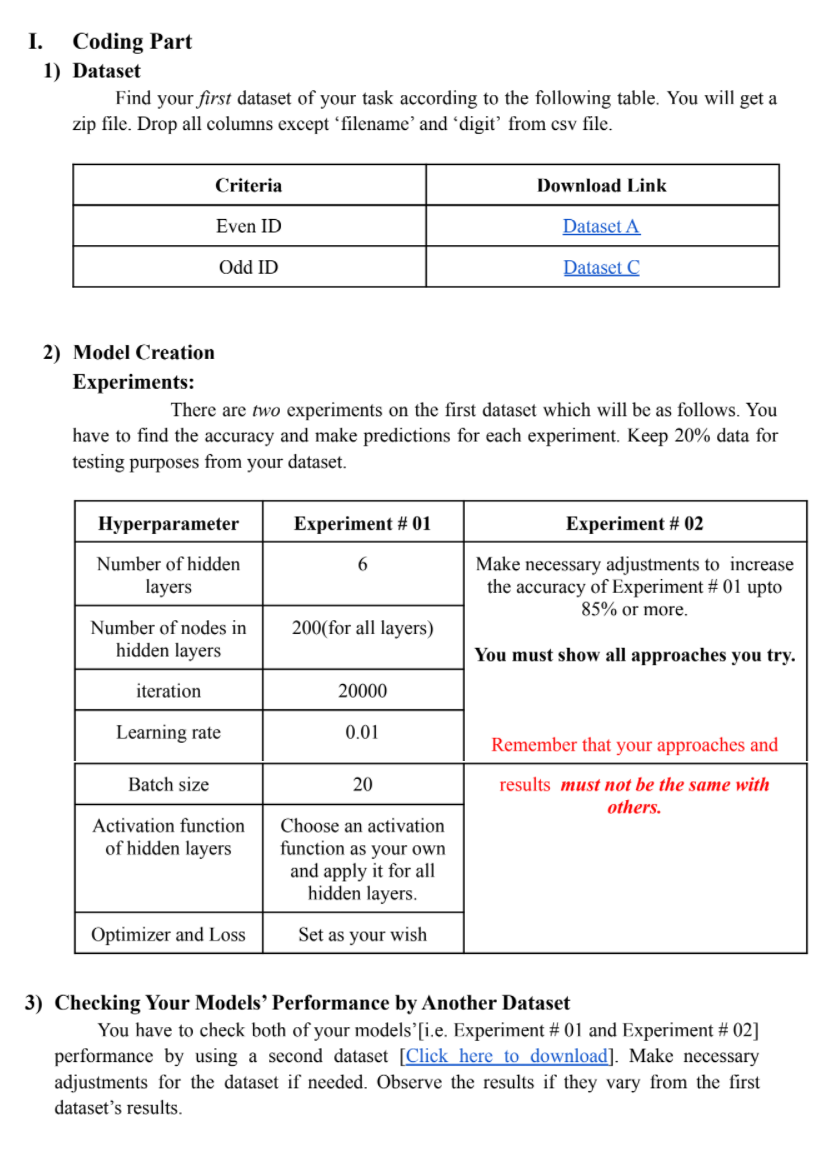 I. Coding Part
1) Dataset
Find your first dataset of your task according to the following table. You will get a
zip file. Drop all columns except ‘filename’ and ‘digit’ from csv file.
Criteria
Download Link
Even ID
Dataset A
Odd ID
Dataset C
2) Model Creation
Experiments:
There are two experiments on the first dataset which will be as follows. You
have to find the accuracy and make predictions for each experiment. Keep 20% data for
testing purposes from your dataset.
Hyperparameter
Experiment # 01
Experiment # 02
Number of hidden
layers
6
Make necessary adjustments to increase
the accuracy of Experiment # 01 upto
85% or more.
Number of nodes in
hidden layers
200(for all layers)
You must show all approaches you try.
iteration
20000
Learning rate
0.01
Remember that your approaches and
Batch size
20
results must not be the same with
others.
Activation function
of hidden layers
Choose an activation
function as your own
and apply it for all
hidden layers.
Optimizer and Loss
Set as your wish
3) Checking Your Models’ Performance by Another Dataset
You have to check both of your models’[i.e. Experiment # 01 and Experiment # 02]
performance by using a second dataset [Click here to download]. Make necessary
adjustments for the dataset if needed. Observe the results if they vary from the first
dataset’s results.